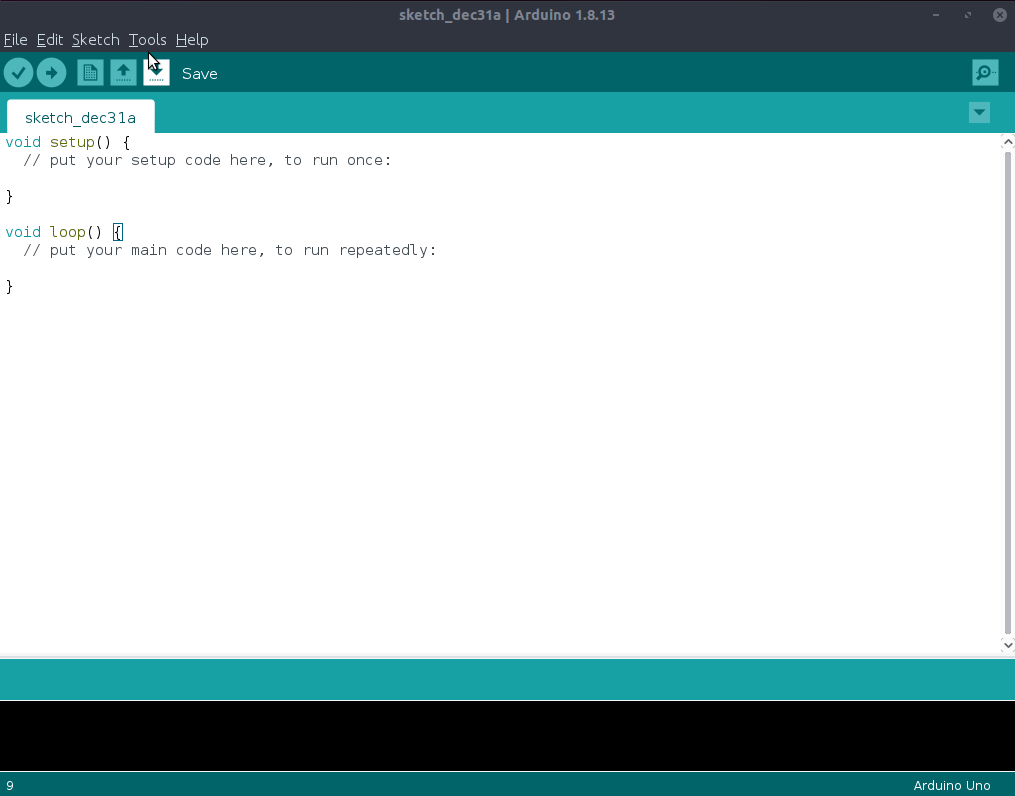 sketch_dec31a | Arduino 1.8.13
File Edit Sketch Tools Help
Save
sketch_dec31a
void setup() {
  // put your setup code here, to run once:
}
void loop() {
  // put your main code here, to run repeatedly:
}
9
Arduino Uno